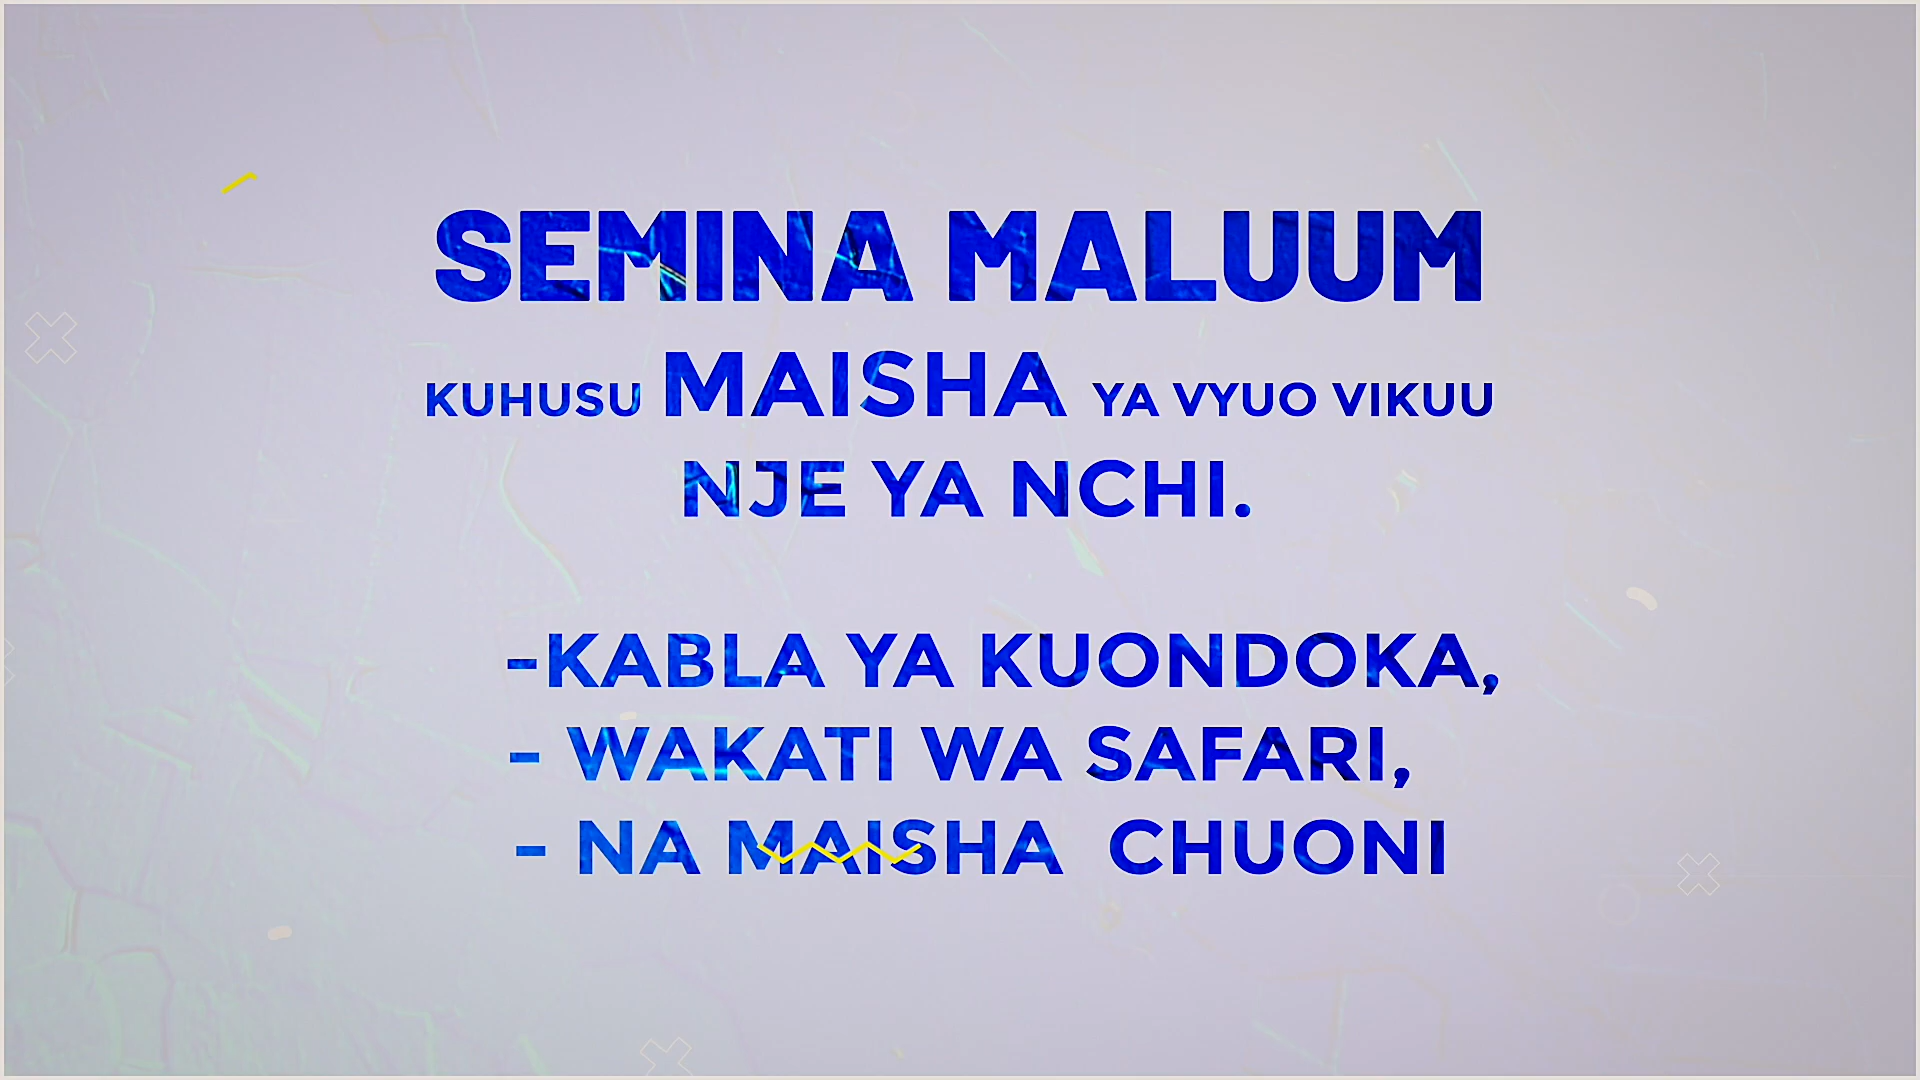 SEMINA MALUUM
KUHUSU MAISHA YA VYUO VIKUU
NJE YA NCHI.
-KABLA YA KUONDOKA,
- WAKATI WA SAFARI,
- NA MAISHA CHUONI